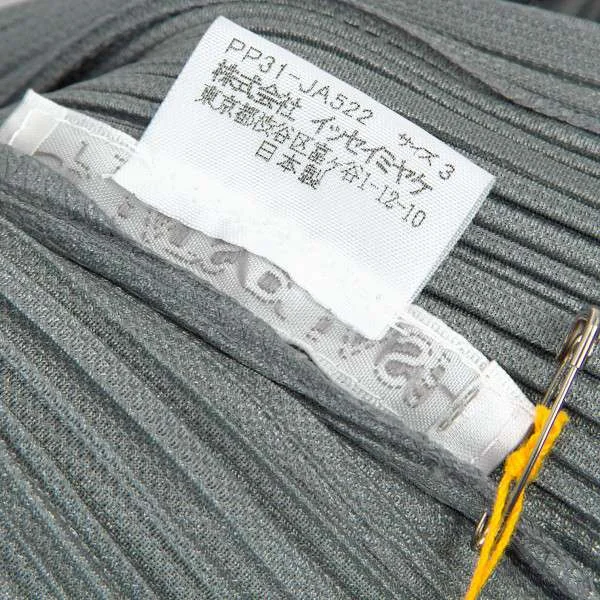 PP31-JA522 サイズ 3
株式会社 イッセイミヤケ
東京都渋谷区富ヶ谷1-12-10
日本製